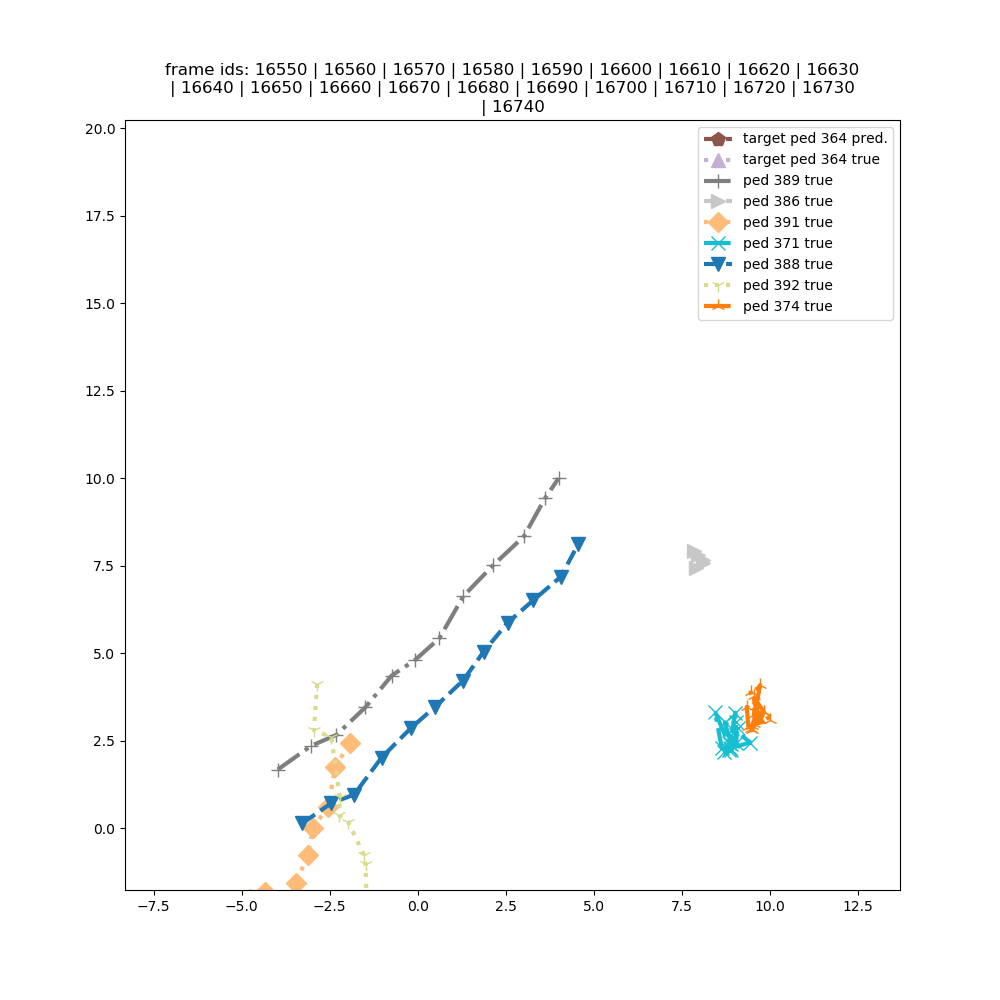 frame ids: 16550 | 16560 | 16570 | 16580 | 16590 | 16600 | 16610 | 16620 | 16630
| 16640 | 16650 | 16660 | 16670 | 16680 | 16690 | 16700 | 16710 | 16720 | 16730
| 16740
target ped 364 pred.
target ped 364 true
ped 389 true
ped 386 true
ped 391 true
ped 371 true
ped 388 true
ped 392 true
ped 374 true
20.0
17.5
15.0
12.5
10.0
7.5
5.0
2.5
0.0
−7.5 −5.0 −2.5 0.0 2.5 5.0 7.5 10.0 12.5